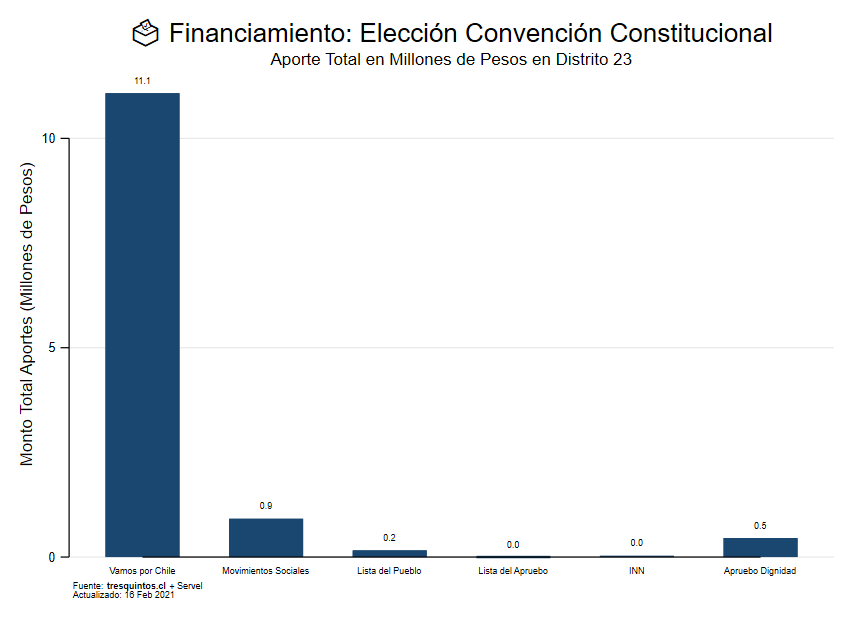 Financiamiento: Elección Convención Constitucional
Aporte Total en Millones de Pesos en Distrito 23
Monto Total Aportes (Millones de Pesos)
10
5
0
11.1
0.9
0.2
0.0
0.0
0.5
Vamos por Chile
Movimientos Sociales
Lista del Pueblo
Lista del Apruebo
INN
Apruebo Dignidad
Fuente: tresquintos.cl + Servel
Actualizado: 16 Feb 2021